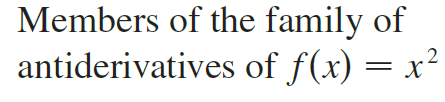 Members of the family of
antiderivatives of f(x) = x²